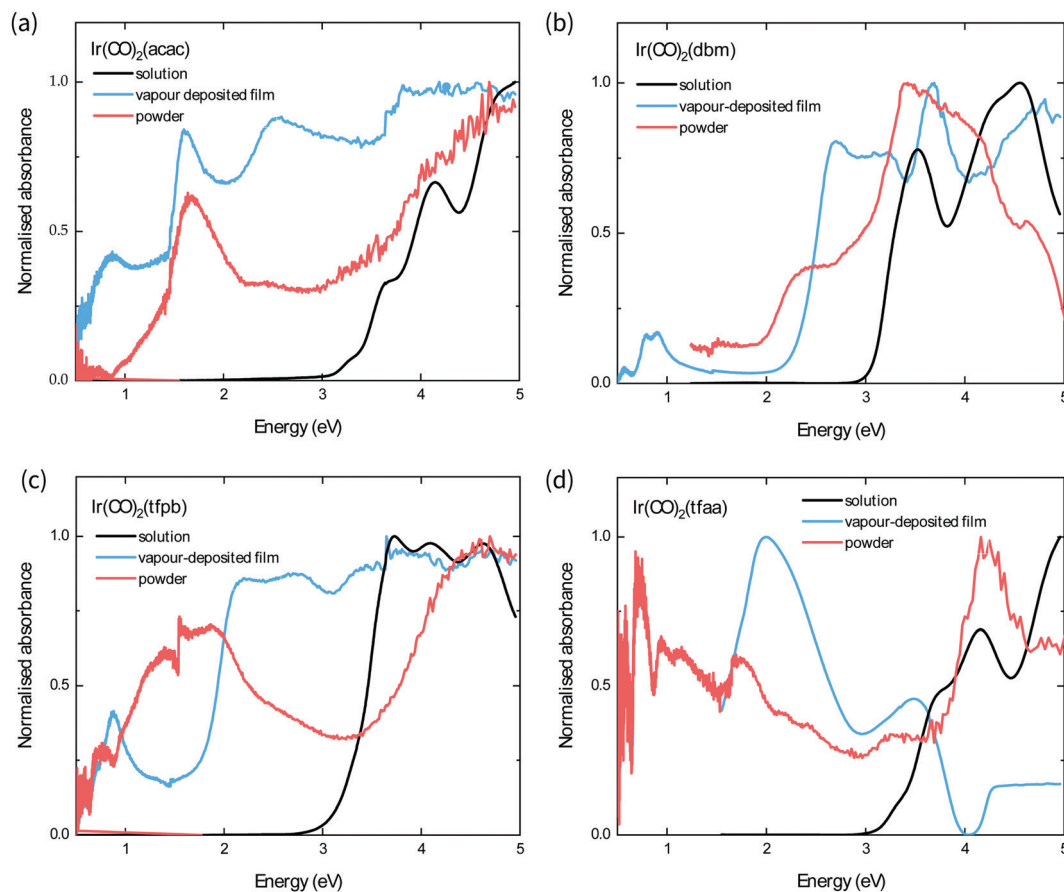 (a)
Ir(CO)₂(acac)
solution
vapour deposited film
powder
1.0
0.5
0.0
Normalised absorbance
1 2 3 4 5
Energy (eV)
(b)
Ir(CO)₂(dbm)
solution
vapour-deposited film
powder
1.0
0.5
0.0
Normalised absorbance
1 2 3 4 5
Energy (eV)
(c)
Ir(CO)₂(tfpb)
solution
vapour-deposited film
powder
1.0
0.5
0.0
Normalised absorbance
1 2 3 4 5
Energy (eV)
(d)
Ir(CO)₂(tfaa)
solution
vapour-deposited film
powder
1.0
0.5
0.0
Normalised absorbance
1 2 3 4 5
Energy (eV)